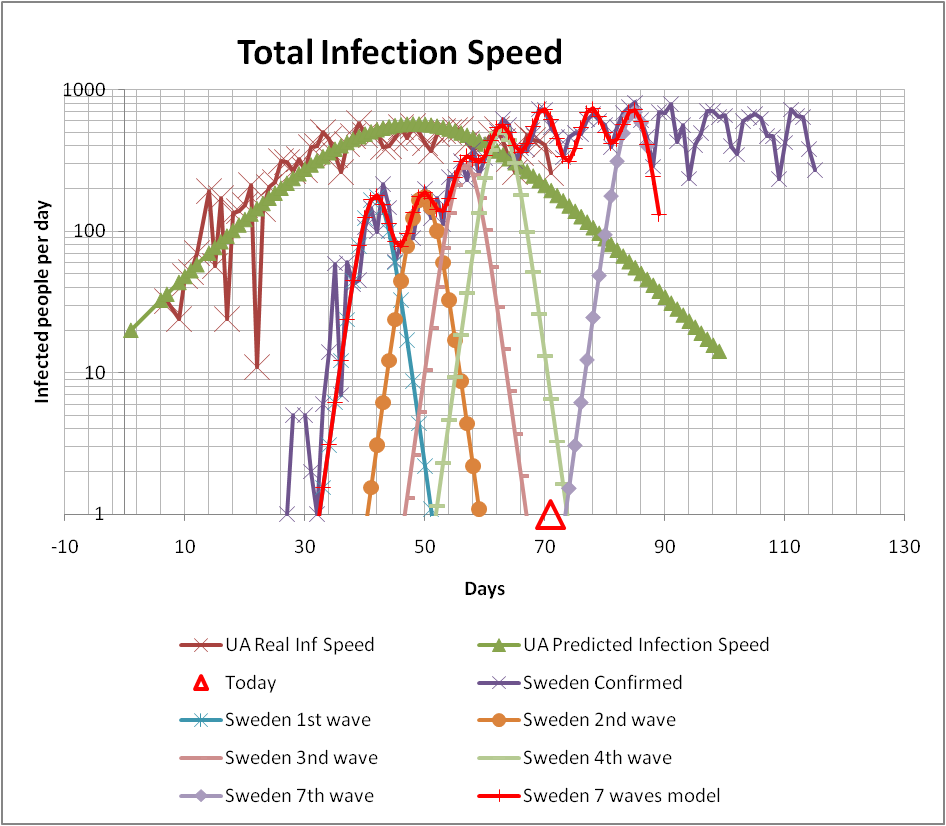 Total Infection Speed
Infected people per day
1000
100
10
1
-10 10 30 50 70 90 110 130
Days
UA Real Inf Speed UA Predicted Infection Speed
Today Sweden Confirmed
Sweden 1st wave Sweden 2nd wave
Sweden 3nd wave Sweden 4th wave
Sweden 7th wave Sweden 7 waves model